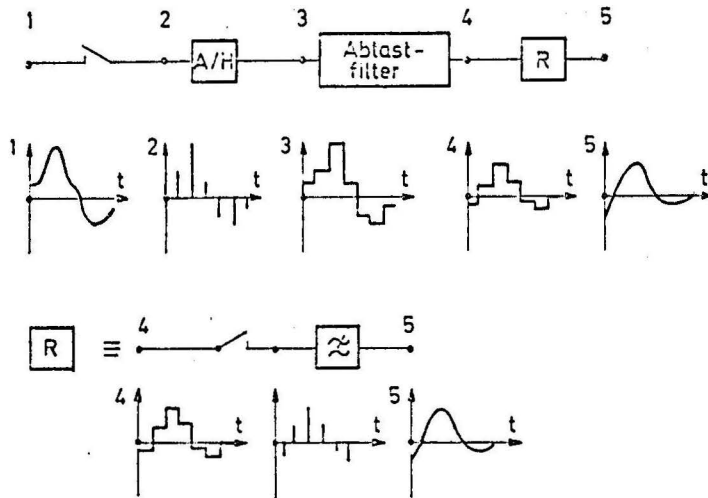 1 2 3 4 5
A/H Abtast-
filter R
1 t 2 t 3 t 4 t 5 t
R ≡ 4 5
4 t t 5 t